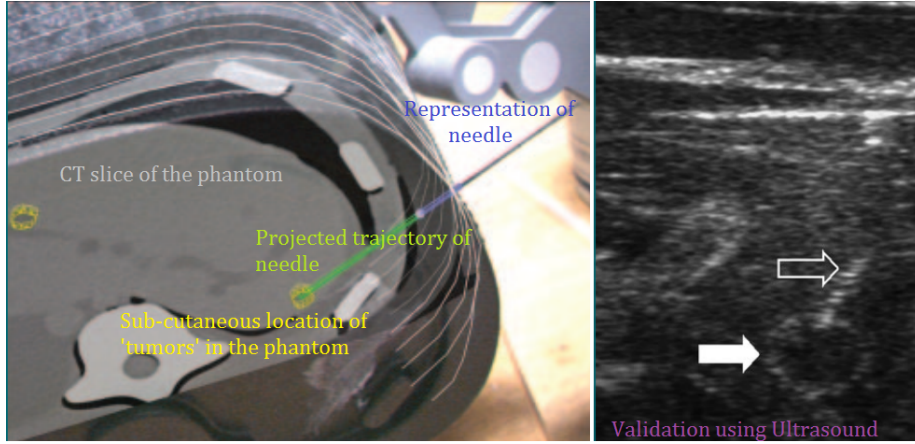 Representation of
needle
CT slice of the phantom
Projected trajectory of
needle
Sub-cutaneous location of
'tumors' in the phantom
Validation using Ultrasound